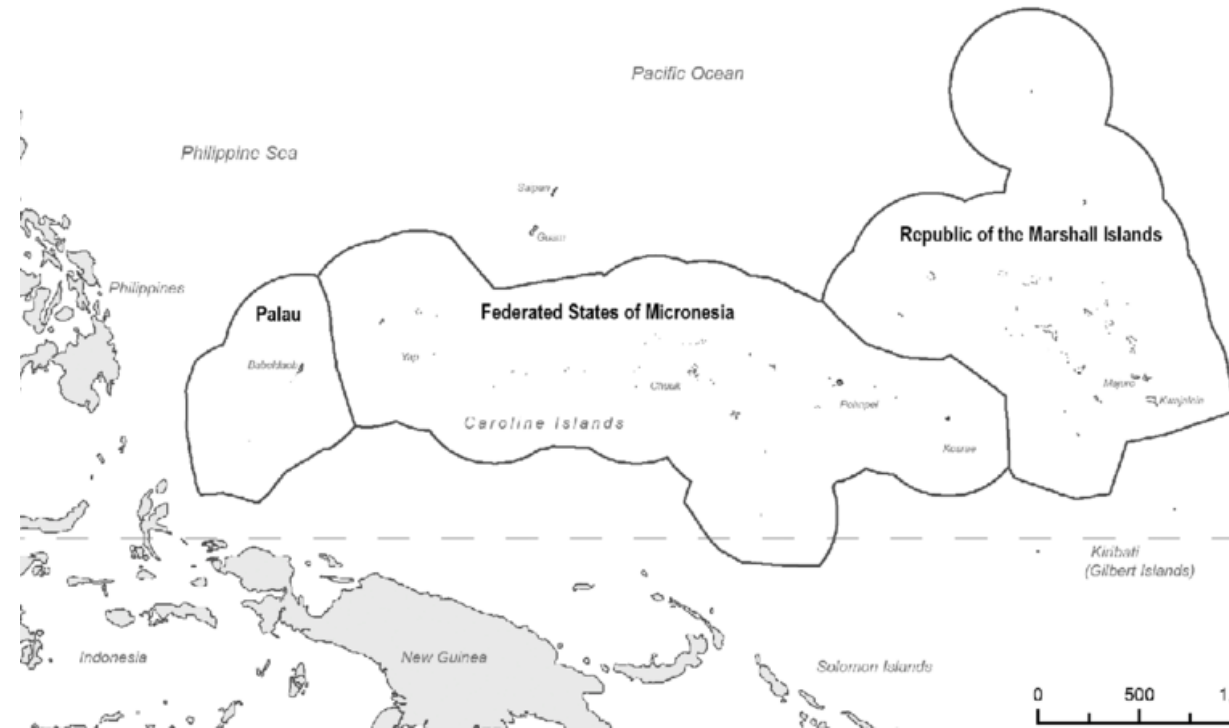 Pacific Ocean
Philippine Sea
Saipan
Guam
Republic of the Marshall Islands
Philippines
Palau
Federated States of Micronesia
Yap
Chuuk
Majuro
Kwajalein
Pohnpei
Caroline Islands
Kosrae
Kiribati
(Gilbert Islands)
Indonesia
New Guinea
Solomon Islands
0
500
1